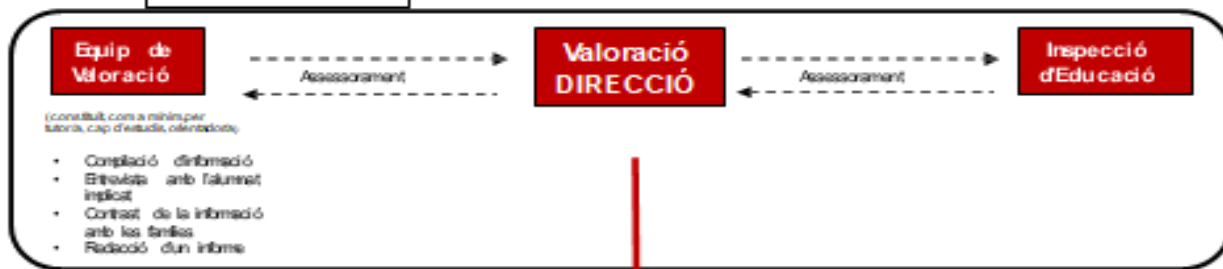 Equip de
Valoració
Assessorament
Valoració
DIRECCIÓ
Assessorament
Inspecció
d'Educació
(constituït, com a mínim, per
tutor/a, cap d'estudis, orientador/a)
• Compilació d'informació
• Entrevista amb l'alumnat
implicat
• Contrast de la informació
amb les famílies
• Redacció d'un informe